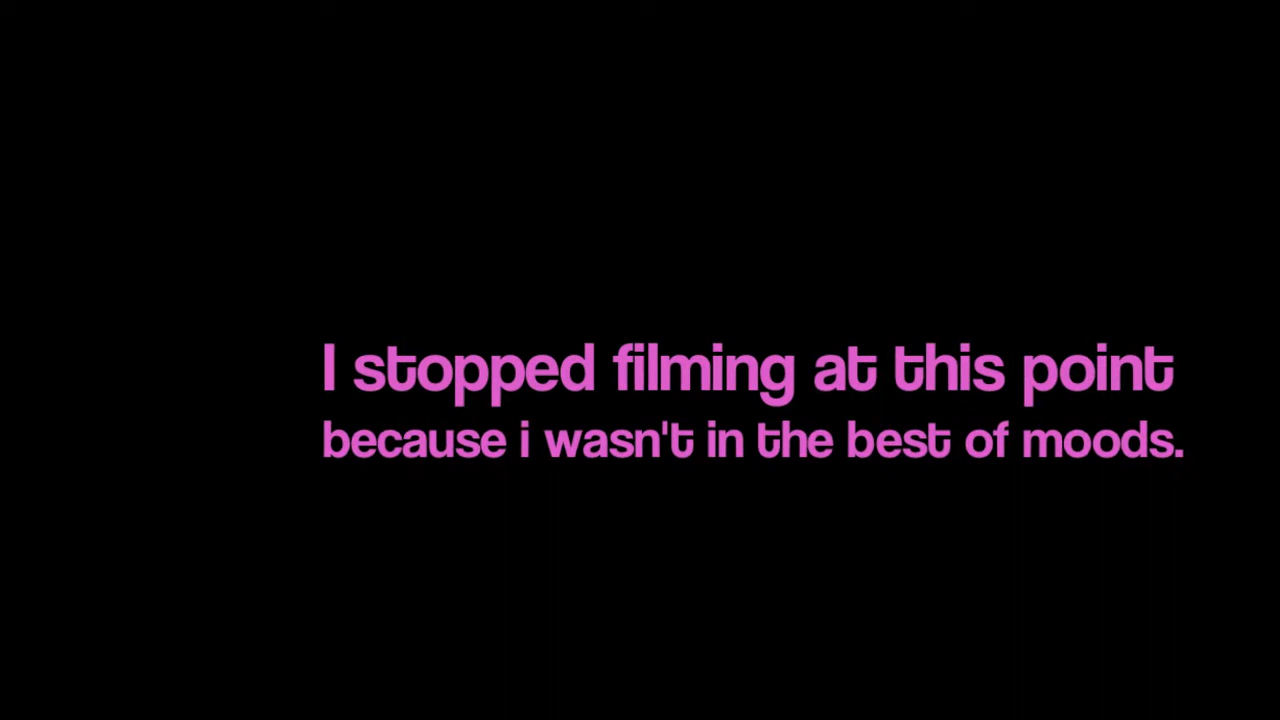 I stopped filming at this point
because i wasn't in the best of moods.